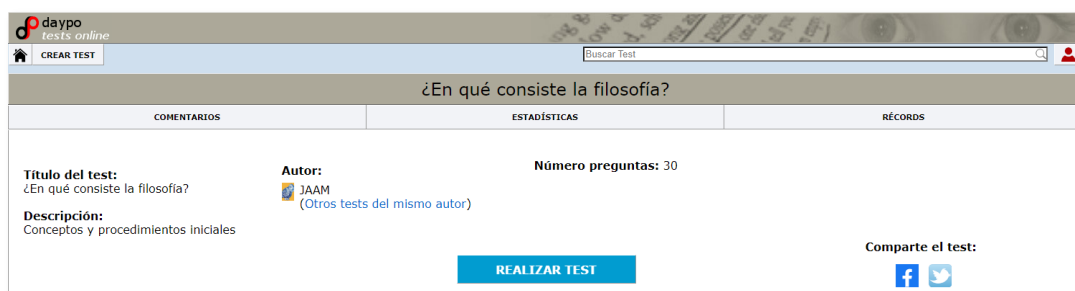 daypo
tests online
CREAR TEST
Buscar Test
¿En qué consiste la filosofía?
COMENTARIOS
ESTADÍSTICAS
RÉCORDS
Título del test:
¿En qué consiste la filosofía?
Descripción:
Conceptos y procedimientos iniciales
Autor:
JAAM
(Otros tests del mismo autor)
Número preguntas: 30
REALIZAR TEST
Comparte el test: